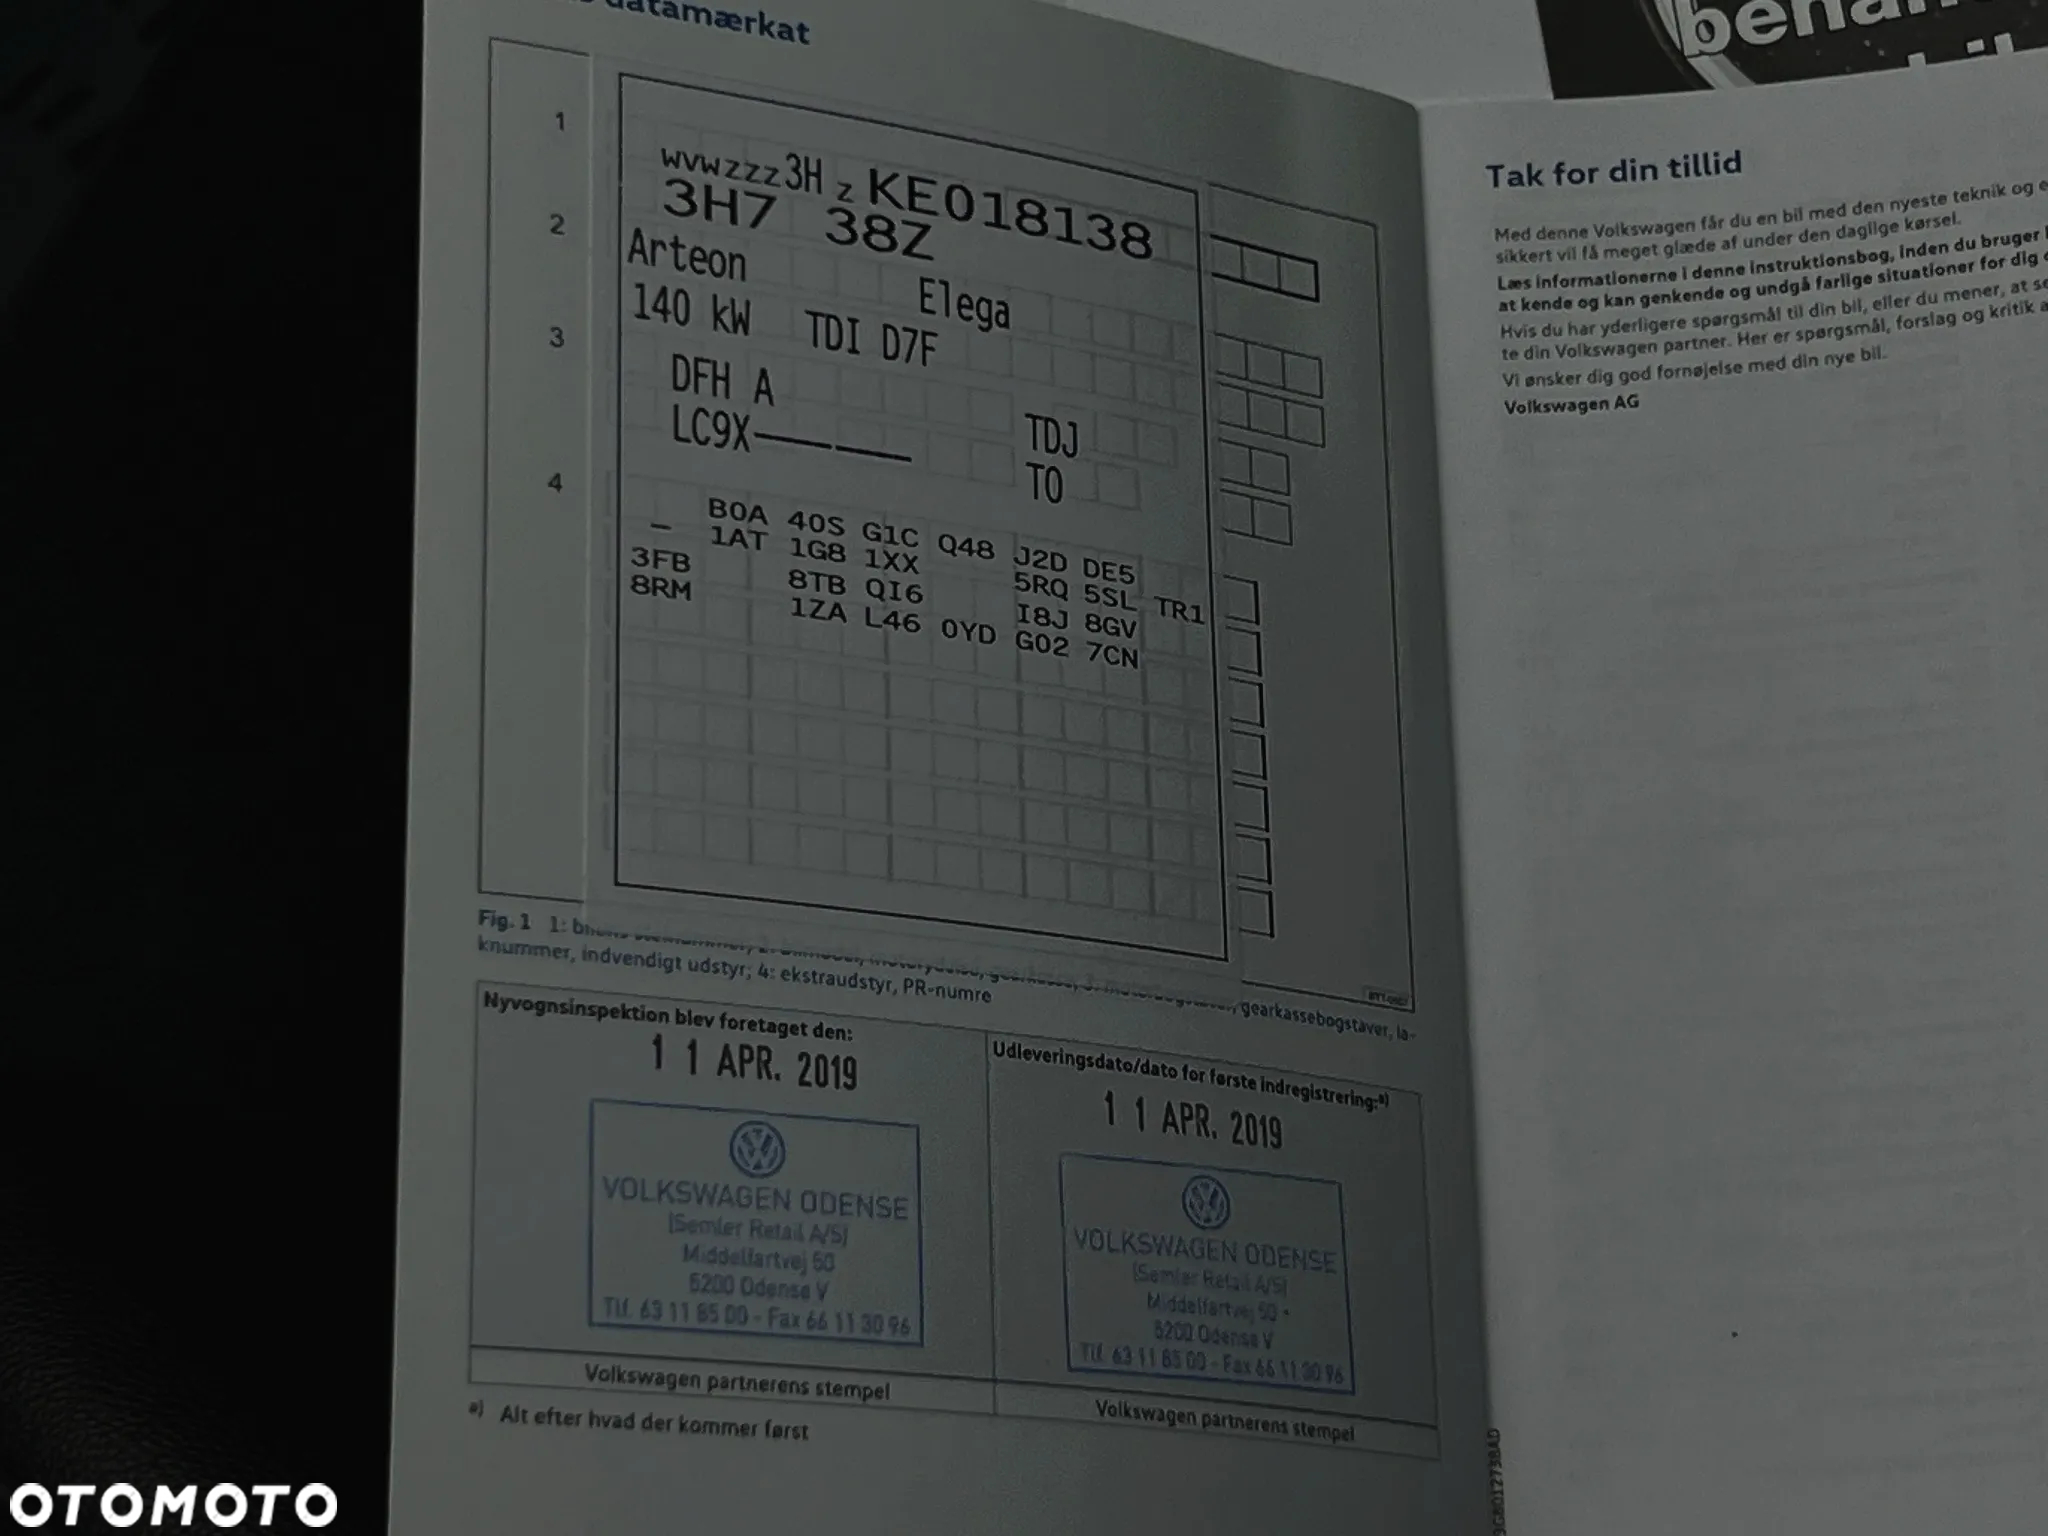 datamærkat
1
WVWZZZ3H Z KE018138
3H7 38Z
2
Arteon Elega
140 kW TDI D7F
3
DFH A TDJ
LC9X TO
4
B0A 40S G1C Q48 J2D DE5
– 1AT 1G8 1XX 5RQ 5SL TR1
3FB 8TB QI6 I8J 8GV
8RM 1ZA L46 0YD G02 7CN
Fig. 1 1: gearkassebogstaver, la-
knummer, indvendigt udstyr; 4: ekstraudstyr, PR-numre
Nyvognsinspektion blev foretaget den:
11 APR. 2019
VOLKSWAGEN ODENSE
(Semler Retail A/S)
Middelfartvej 50
5200 Odense V
Tlf. 63 11 85 00 - Fax 66 11 30 96
Volkswagen partnerens stempel
Udleveringsdato/dato for første indregistrering:a)
11 APR. 2019
VOLKSWAGEN ODENSE
(Semler Retail A/S)
Middelfartvej 50
5200 Odense V
Tlf. 63 11 85 00 - Fax 66 11 30 96
Volkswagen partnerens stempel
a) Alt efter hvad der kommer først
Tak for din tillid
Med denne Volkswagen får du en bil med den nyeste teknik og
sikkert vil få meget glæde af under den daglige kørsel.
Læs informationerne i denne instruktionsbog, inden du bruger
at kende og kan genkende og undgå farlige situationer for dig
Hvis du har yderligere spørgsmål til din bil, eller du mener, at
te din Volkswagen partner. Her er spørgsmål, forslag og kritik
Vi ønsker dig god fornøjelse med din nye bil.
Volkswagen AG
OTOMOTO